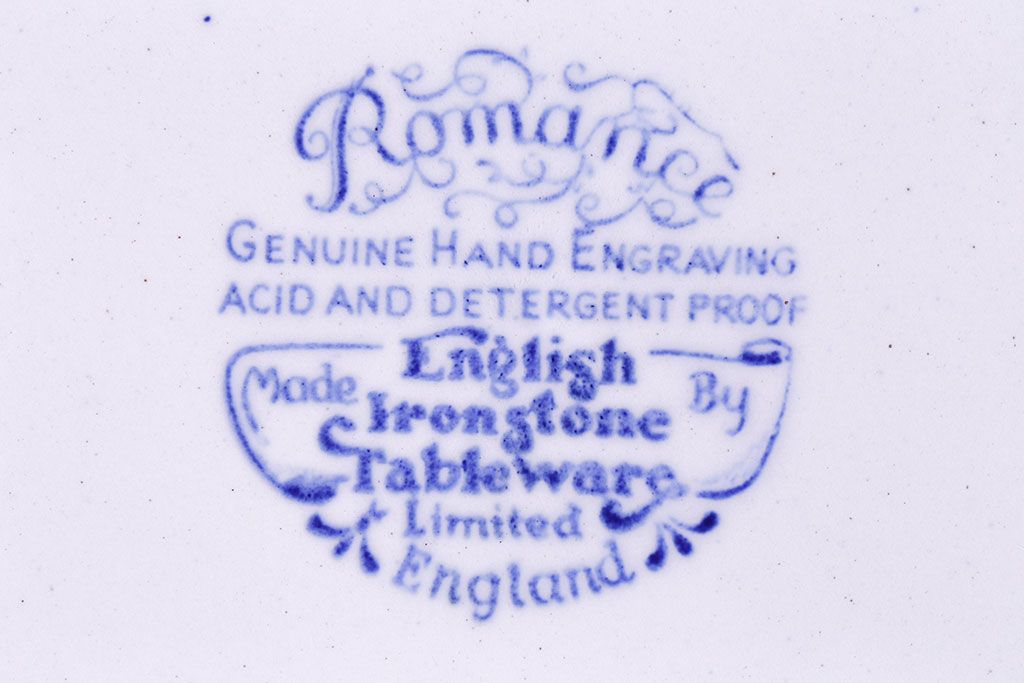 Romance
GENUINE HAND ENGRAVING
ACID AND DETERGENT PROOF
Made English By
Ironstone
Tableware
Limited
England